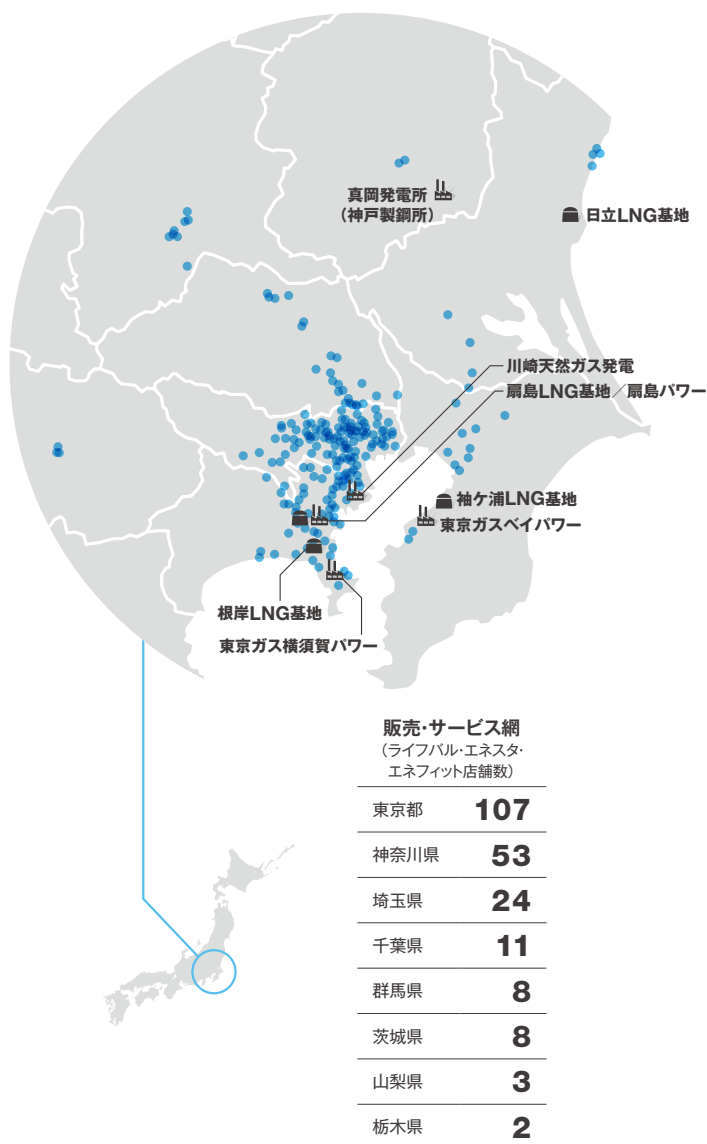 真岡発電所
（神戸製鋼所）
日立LNG基地
川崎天然ガス発電
扇島LNG基地／扇島パワー
袖ケ浦LNG基地
東京ガスベイパワー
根岸LNG基地
東京ガス横須賀パワー
販売・サービス網
（ライフバル・エネスタ・
エネフィット店舗数）
東京都 107
神奈川県 53
埼玉県 24
千葉県 11
群馬県 8
茨城県 8
山梨県 3
栃木県 2